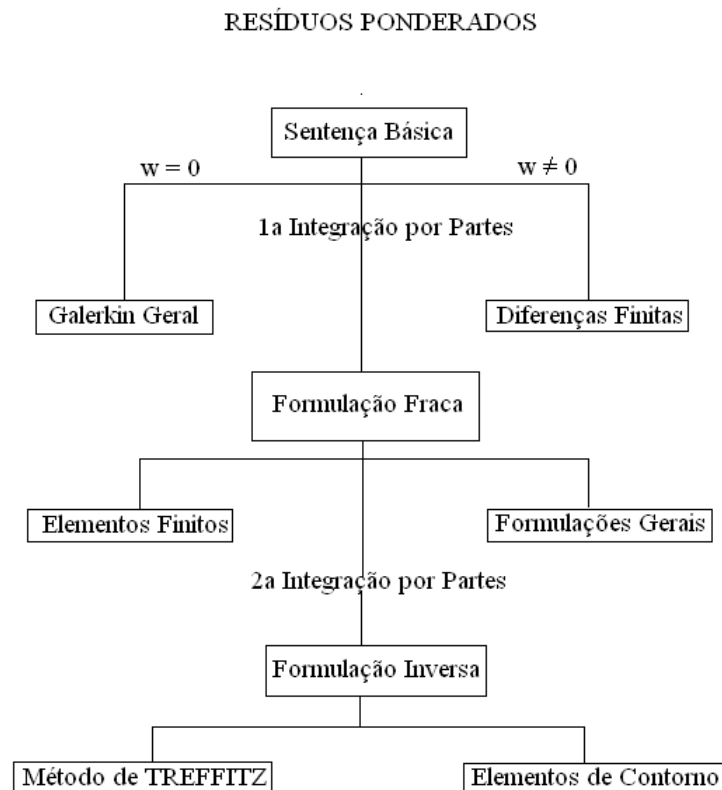 RESÍDUOS PONDERADOS
Sentença Básica
w = 0
w ≠ 0
1a Integração por Partes
Galerkin Geral
Diferenças Finitas
Formulação Fraca
Elementos Finitos
Formulações Gerais
2a Integração por Partes
Formulação Inversa
Método de TREFFITZ
Elementos de Contorno